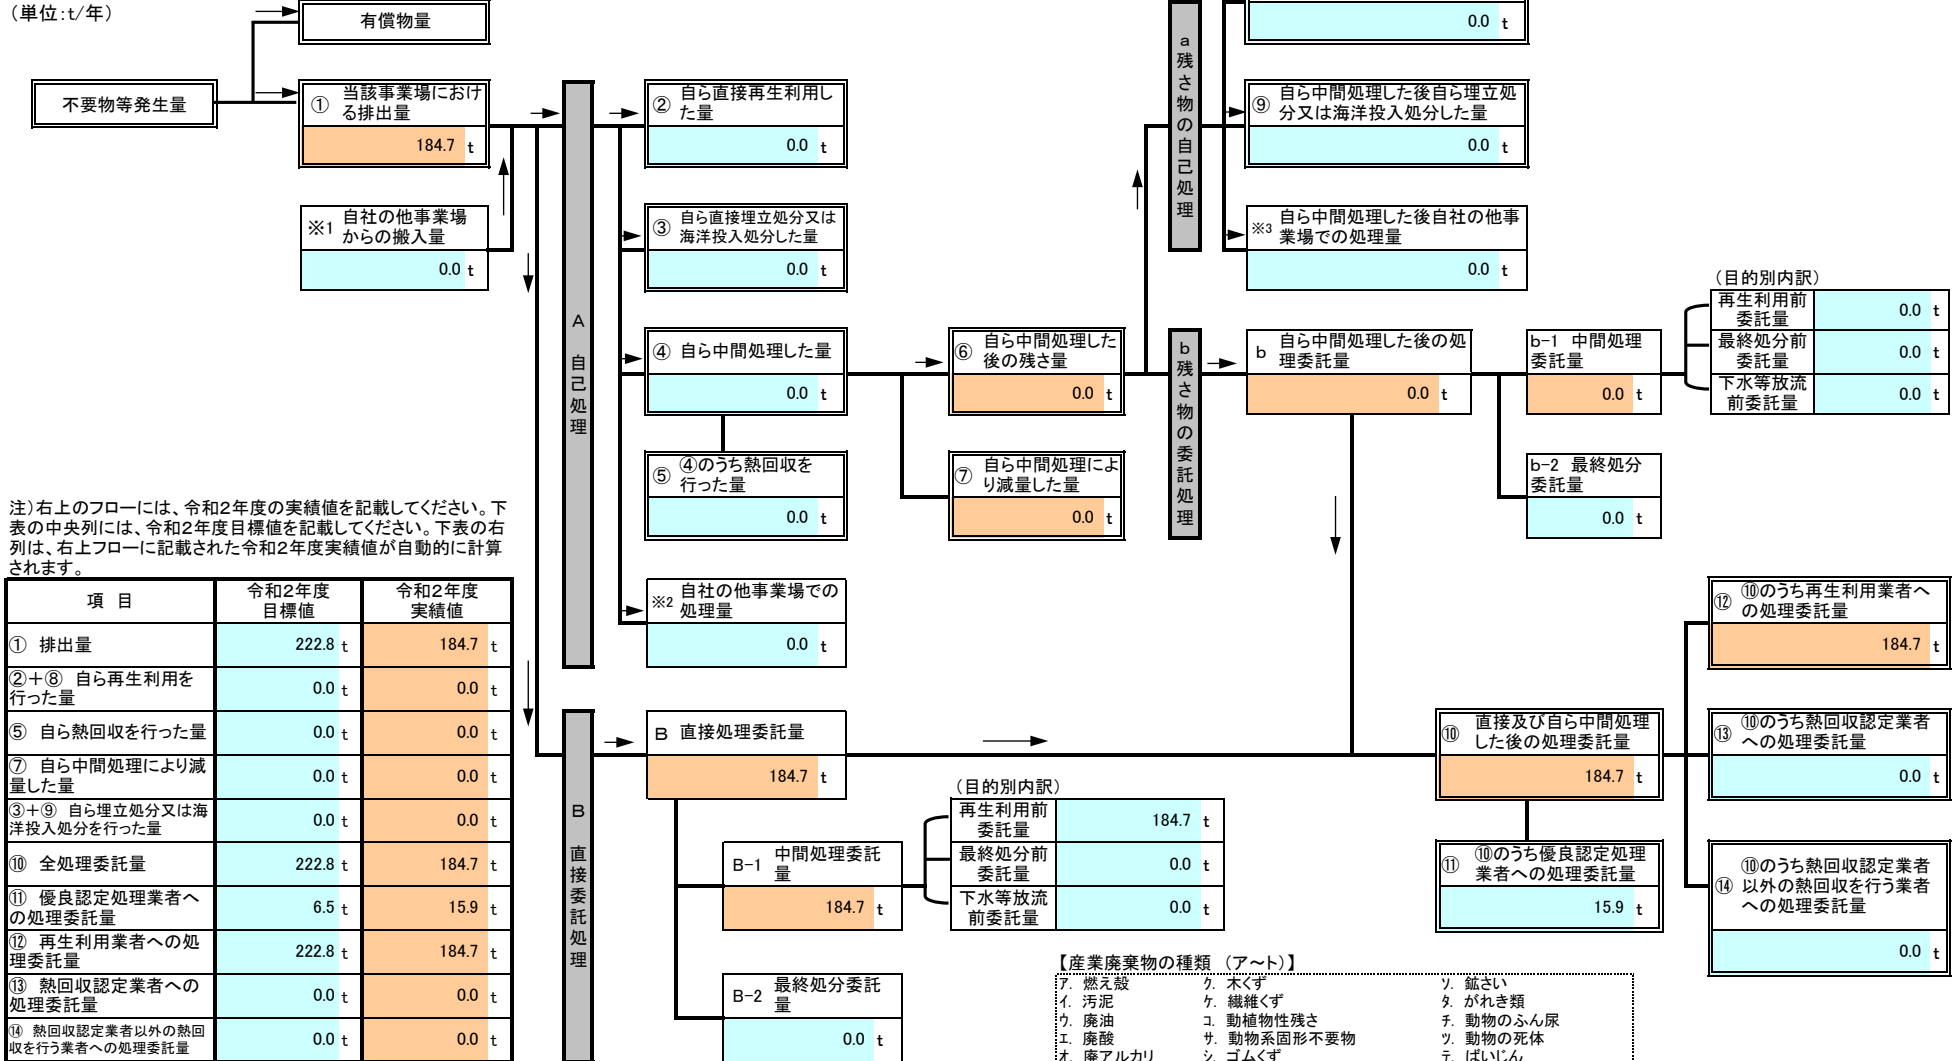 （単位：t/年）
有償物量
不要物等発生量
① 当該事業場におけ
る排出量
184.7 t
※1 自社の他事業場
からの搬入量
0.0 t
A 自己処理
② 自ら直接再生利用し
た量
0.0 t
③ 自ら直接埋立処分又は
海洋投入処分した量
0.0 t
④ 自ら中間処理した量
0.0 t
⑤ ④のうち熱回収を
行った量
0.0 t
※2 自社の他事業場での
処理量
0.0 t
⑥ 自ら中間処理した
後の残さ量
0.0 t
⑦ 自ら中間処理によ
り減量した量
0.0 t
a 残さ物の自己処理
0.0 t
⑨ 自ら中間処理した後自ら埋立処
分又は海洋投入処分した量
0.0 t
※3 自ら中間処理した後自社の他事
業場での処理量
0.0 t
b 残さ物の委託処理
b 自ら中間処理した後の処
理委託量
0.0 t
b-1 中間処理
委託量
0.0 t
b-2 最終処分
委託量
0.0 t
（目的別内訳）
再生利用前
委託量 0.0 t
最終処分前
委託量 0.0 t
下水等放流
前委託量 0.0 t
注）右上のフローには、令和2年度の実績値を記載してください。下
表の中央列には、令和2年度目標値を記載してください。下表の右
列は、右上フローに記載された令和2年度実績値が自動的に計算
されます。
項 目 令和2年度
目標値 令和2年度
実績値
① 排出量 222.8 t 184.7 t
②＋⑧ 自ら再生利用を
行った量 0.0 t 0.0 t
⑤ 自ら熱回収を行った量 0.0 t 0.0 t
⑦ 自ら中間処理により減
量した量 0.0 t 0.0 t
③＋⑨ 自ら埋立処分又は海
洋投入処分を行った量 0.0 t 0.0 t
⑩ 全処理委託量 222.8 t 184.7 t
⑪ 優良認定処理業者へ
の処理委託量 6.5 t 15.9 t
⑫ 再生利用業者への処
理委託量 222.8 t 184.7 t
⑬ 熱回収認定業者への
処理委託量 0.0 t 0.0 t
⑭ 熱回収認定業者以外の熱回
収を行う業者への処理委託量 0.0 t 0.0 t
B 直接委託処理
B 直接処理委託量
184.7 t
B-1 中間処理委託
量
184.7 t
B-2 最終処分委託
量
0.0 t
（目的別内訳）
再生利用前
委託量 184.7 t
最終処分前
委託量 0.0 t
下水等放流
前委託量 0.0 t
⑩ 直接及び自ら中間処理
した後の処理委託量
184.7 t
⑪ ⑩のうち優良認定処理
業者への処理委託量
15.9 t
⑫ ⑩のうち再生利用業者へ
の処理委託量
184.7 t
⑬ ⑩のうち熱回収認定業者
への処理委託量
0.0 t
⑭ ⑩のうち熱回収認定業者
以外の熱回収を行う業者
への処理委託量
0.0 t
【産業廃棄物の種類 （ア～ト）】
ｱ. 燃え殻 ｸ. 木くず ｿ. 鉱さい
ｲ. 汚泥 ｹ. 繊維くず ﾀ. がれき類
ｳ. 廃油 ｺ. 動植物性残さ ﾁ. 動物のふん尿
ｴ. 廃酸 ｻ. 動物系固形不要物 ﾂ. 動物の死体
ｵ. 廃アルカリ ｼ. ゴムくず ﾃ. ばいじん